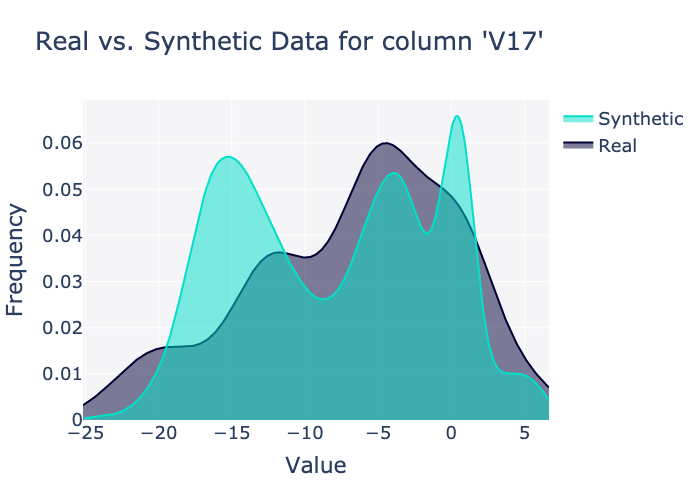 Real vs. Synthetic Data for column 'V17'
Synthetic
Real
Frequency
0.06
0.05
0.04
0.03
0.02
0.01
0
−25
−20
−15
−10
−5
0
5
Value